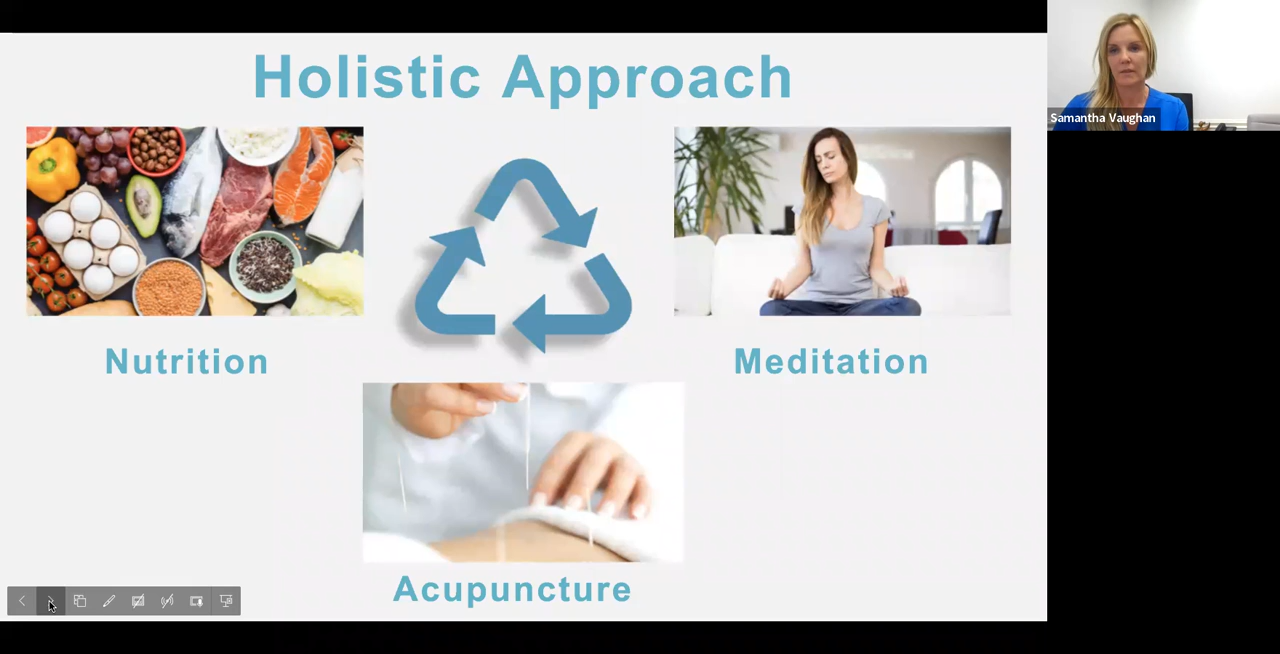 Holistic Approach
Samantha Vaughan
Nutrition
Meditation
Acupuncture